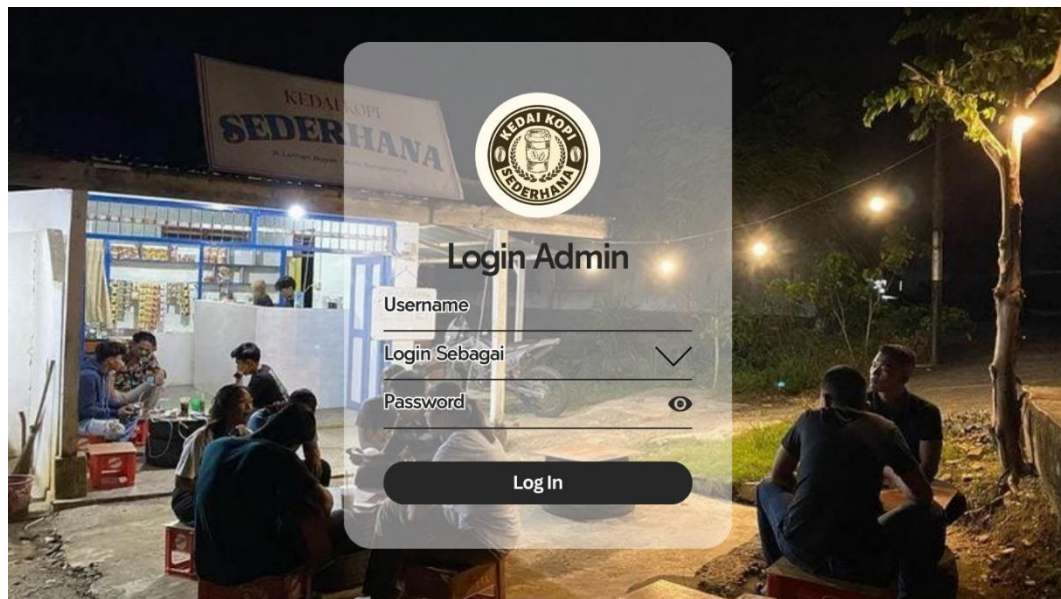 KEDAI KOPI
SEDERHANA
KEDAI KOPI
SEDERHANA
Login Admin
Username
Login Sebagai
Password
Log In